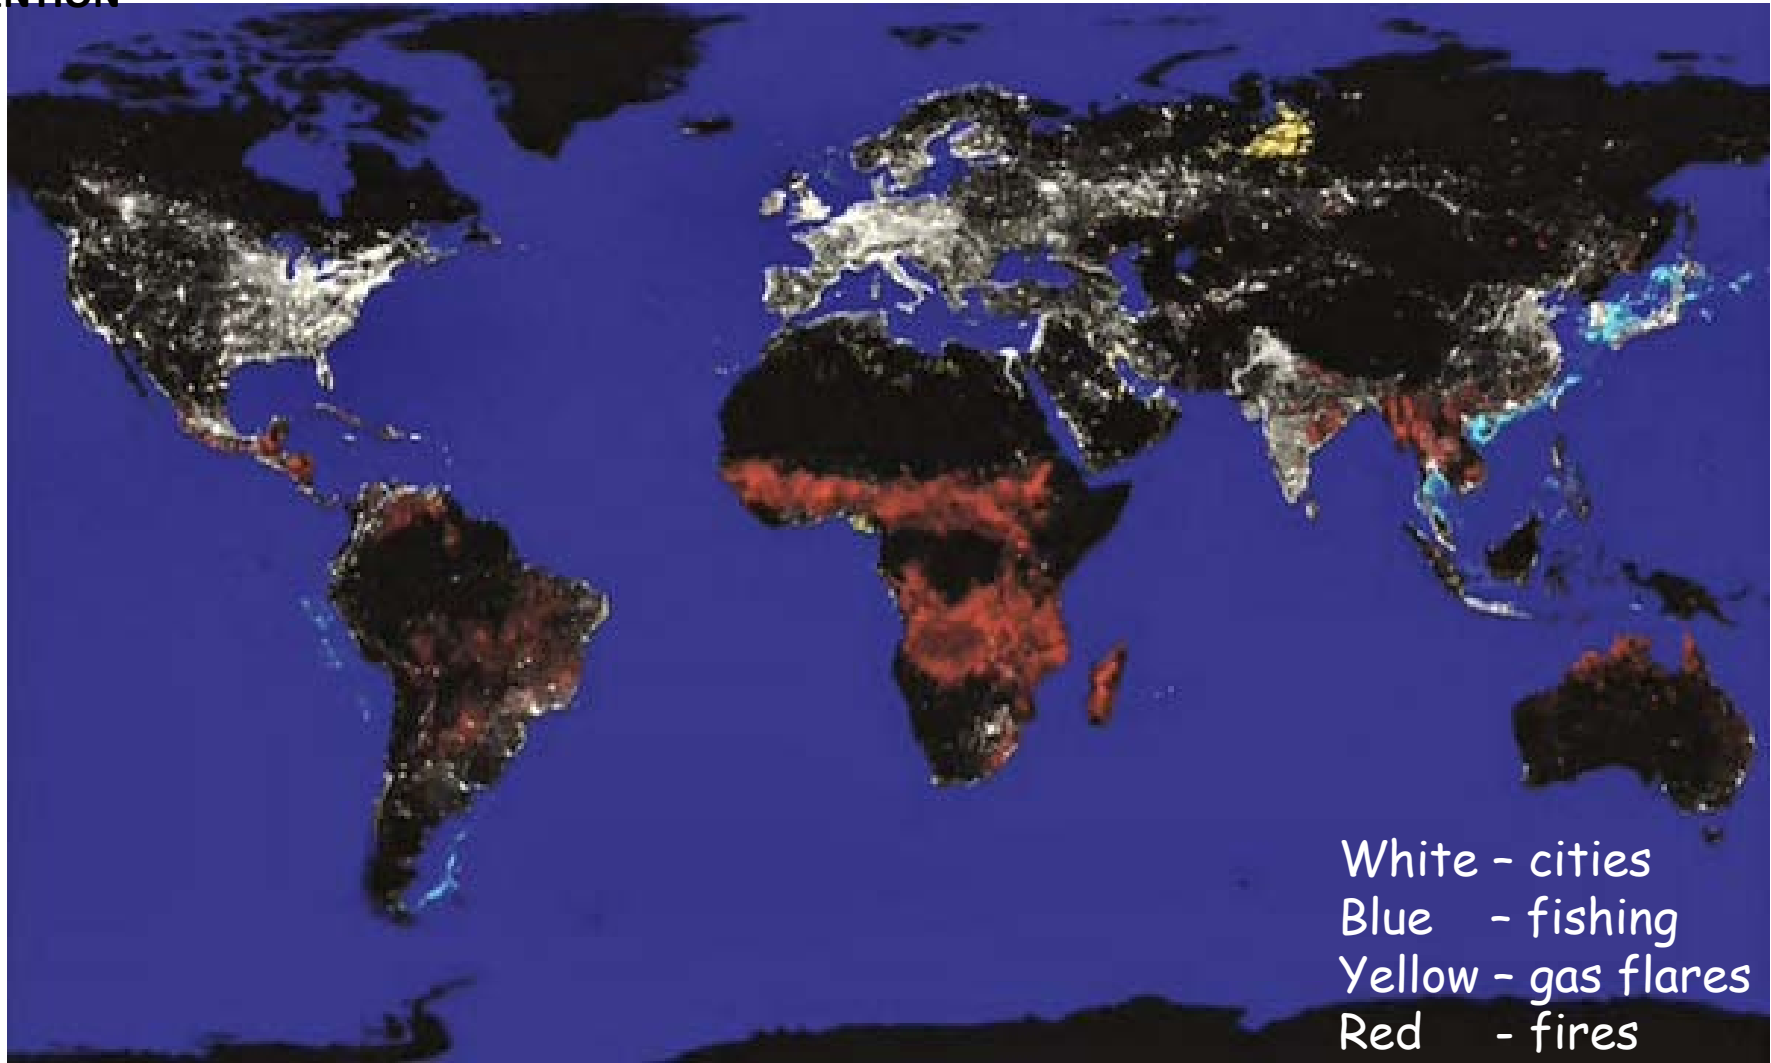 White – cities
Blue – fishing
Yellow – gas flares
Red - fires